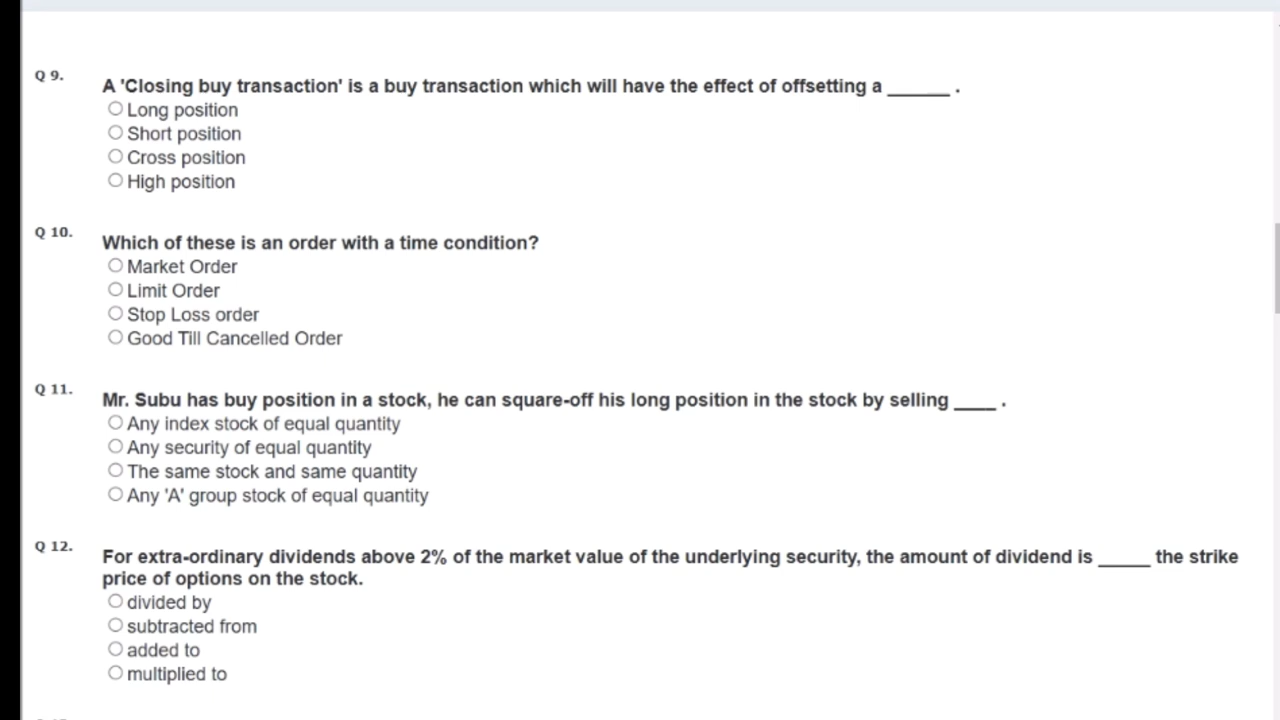 Q 9.
A 'Closing buy transaction' is a buy transaction which will have the effect of offsetting a ______ .
Long position
Short position
Cross position
High position
Q 10.
Which of these is an order with a time condition?
Market Order
Limit Order
Stop Loss order
Good Till Cancelled Order
Q 11.
Mr. Subu has buy position in a stock, he can square-off his long position in the stock by selling ____ .
Any index stock of equal quantity
Any security of equal quantity
The same stock and same quantity
Any 'A' group stock of equal quantity
Q 12.
For extra-ordinary dividends above 2% of the market value of the underlying security, the amount of dividend is _____ the strike
price of options on the stock.
divided by
subtracted from
added to
multiplied to